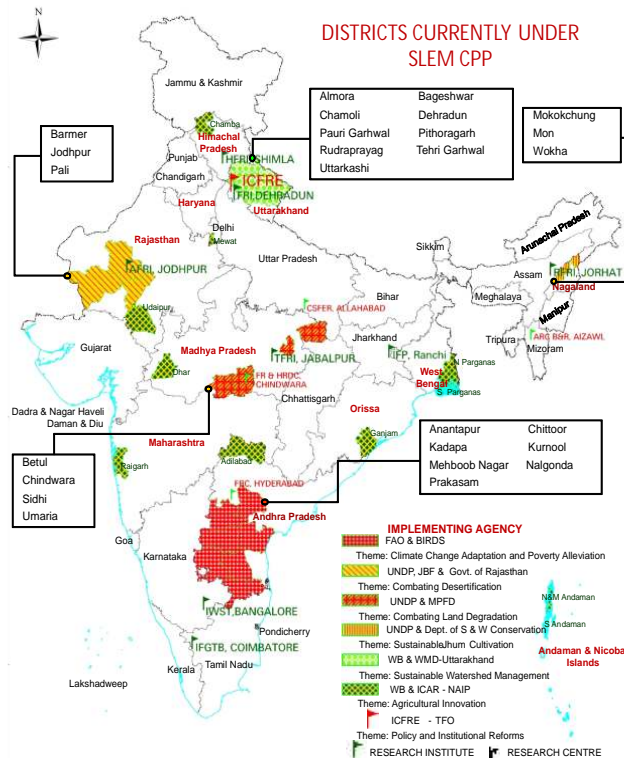 DISTRICTS CURRENTLY UNDER
SLEM CPP
Jammu & Kashmir
Almora Bageshwar
Chamoli Dehradun
Pauri Garhwal Pithoragarh
Rudraprayag Tehri Garhwal
Uttarkashi
Mokokchung
Mon
Wokha
Barmer
Jodhpur
Pali
Chamba
Himachal
Pradesh
HFRI, SHIMLA
Punjab
Chandigarh
ICFRE
FRI, DEHRADUN
Haryana
Uttarakhand
Delhi
Mewat
Rajasthan
AFRI, JODHPUR
Uttar Pradesh
Sikkim
Arunachal Pradesh
Assam
RFRI, JORHAT
Nagaland
Meghalaya
Manipur
Bihar
CSFER, ALLAHABAD
Udaipur
Tripura
ARC B&R, AIZAWL
Mizoram
Gujarat
Madhya Pradesh
TFRI, JABALPUR
Jharkhand
IFP, Ranchi
N Parganas
West
Bengal
S Parganas
Dhar
FR & HRDC,
CHINDWARA
Chhattisgarh
Dadra & Nagar Haveli
Daman & Diu
Orissa
Maharashtra
Ganjam
Betul
Chindwara
Sidhi
Umaria
Raigarh
Adilabad
Anantapur Chittoor
Kadapa Kurnool
Mehboob Nagar Nalgonda
Prakasam
FRC, HYDERABAD
Andhra Pradesh
Goa
Karnataka
IWST,BANGALORE
Pondicherry
IFGTB, COIMBATORE
Kerala
Tamil Nadu
Lakshadweep
IMPLEMENTING AGENCY
FAO & BIRDS
Theme: Climate Change Adaptation and Poverty Alleviation
UNDP, JBF & Govt. of Rajasthan
Theme: Combating Desertification
UNDP & MPFD
Theme: Combating Land Degradation
UNDP & Dept. of S & W Conservation
Theme: SustainableJhum Cultivation
WB & WMD-Uttarakhand
Theme: Sustainable Watershed Management
WB & ICAR - NAIP
Theme: Agricultural Innovation
ICFRE - TFO
Theme: Policy and Institutional Reforms
RESEARCH INSTITUTE RESEARCH CENTRE
N&M Andaman
S Andaman
Andaman & Nicoba
Islands